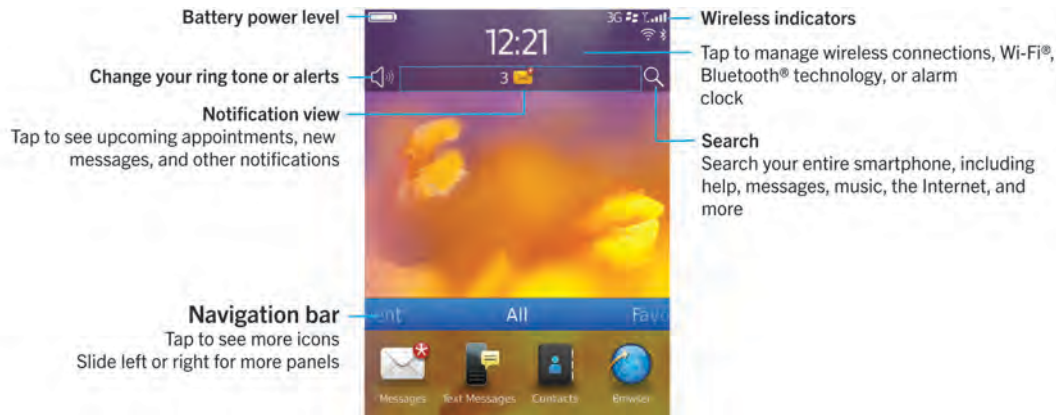 Battery power level
Change your ring tone or alerts
Notification view
Tap to see upcoming appointments, new
messages, and other notifications
Navigation bar
Tap to see more icons
Slide left or right for more panels
3G
12:21
3
ent All Favo
Messages Text Messages Contacts Browser
Wireless indicators
Tap to manage wireless connections, Wi-Fi®,
Bluetooth® technology, or alarm
clock
Search
Search your entire smartphone, including
help, messages, music, the Internet, and
more